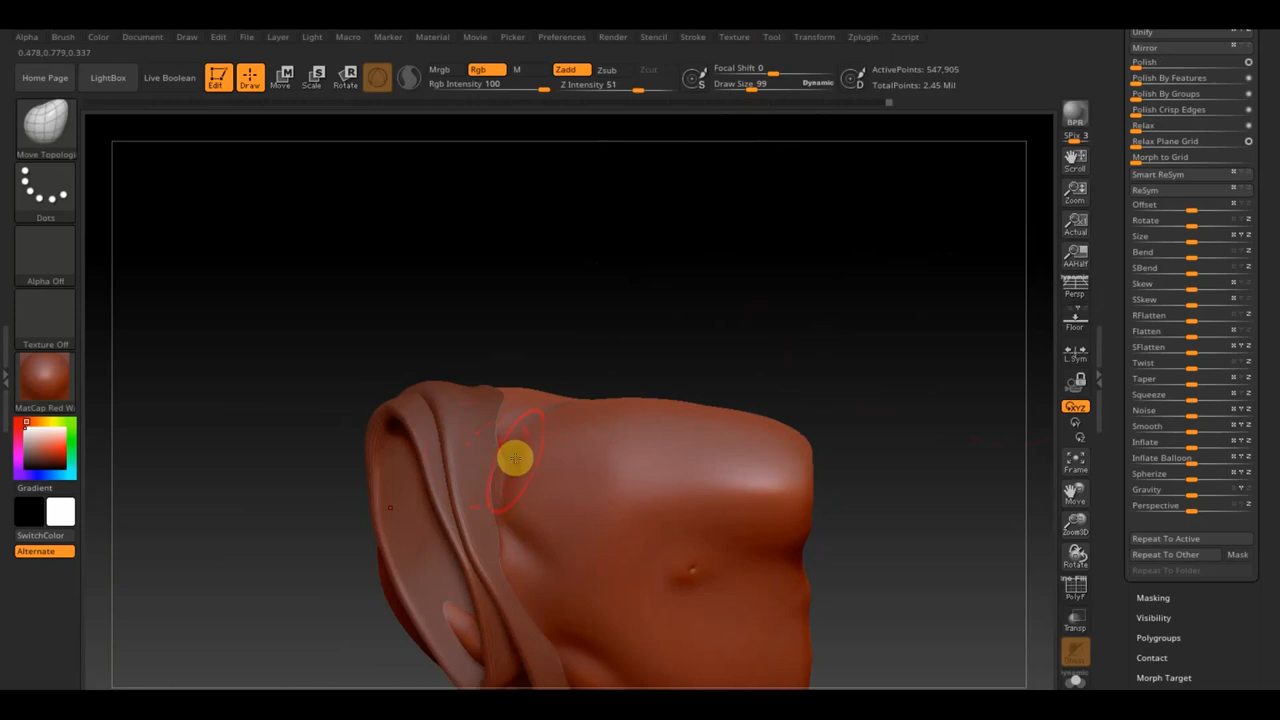 Alpha Brush Color Document Draw Edit File Layer Light Macro Marker Material Movie Picker Preferences Render Stencil Stroke Texture Tool Transform Zplugin Zscript
0.478,0.779,0.337
Home Page LightBox Live Boolean Edit Draw Move Scale Rotate
Mrgb Rgb M Zadd Zsub Zcut
Rgb Intensity 100 Z Intensity 51
Focal Shift 0
Draw Size 99 Dynamic
ActivePoints: 547,905
TotalPoints: 2.45 Mil
S
D
Move Topologi
Dots
Alpha Off
Texture Off
MatCap Red Wa
Gradient
SwitchColor
Alternate
BPR
SPix 3
Scroll
Zoom
Actual
AAHalf
Persp
Floor
L.Sym
XYZ
Y
Z
Frame
Move
Zoom3D
Rotate
PolyF
Transp
Unify
Mirror
Polish
Polish By Features
Polish By Groups
Polish Crisp Edges
Relax
Relax Plane Grid
Morph to Grid
Smart ReSym
ReSym
Offset
Rotate
Size
Bend
SBend
Skew
SSkew
RFlatten
Flatten
SFlatten
Twist
Taper
Squeeze
Noise
Smooth
Inflate
Inflate Balloon
Spherize
Gravity
Perspective
Repeat To Active
Repeat To Other Mask
Repeat To Folder
Masking
Visibility
Polygroups
Contact
Morph Target